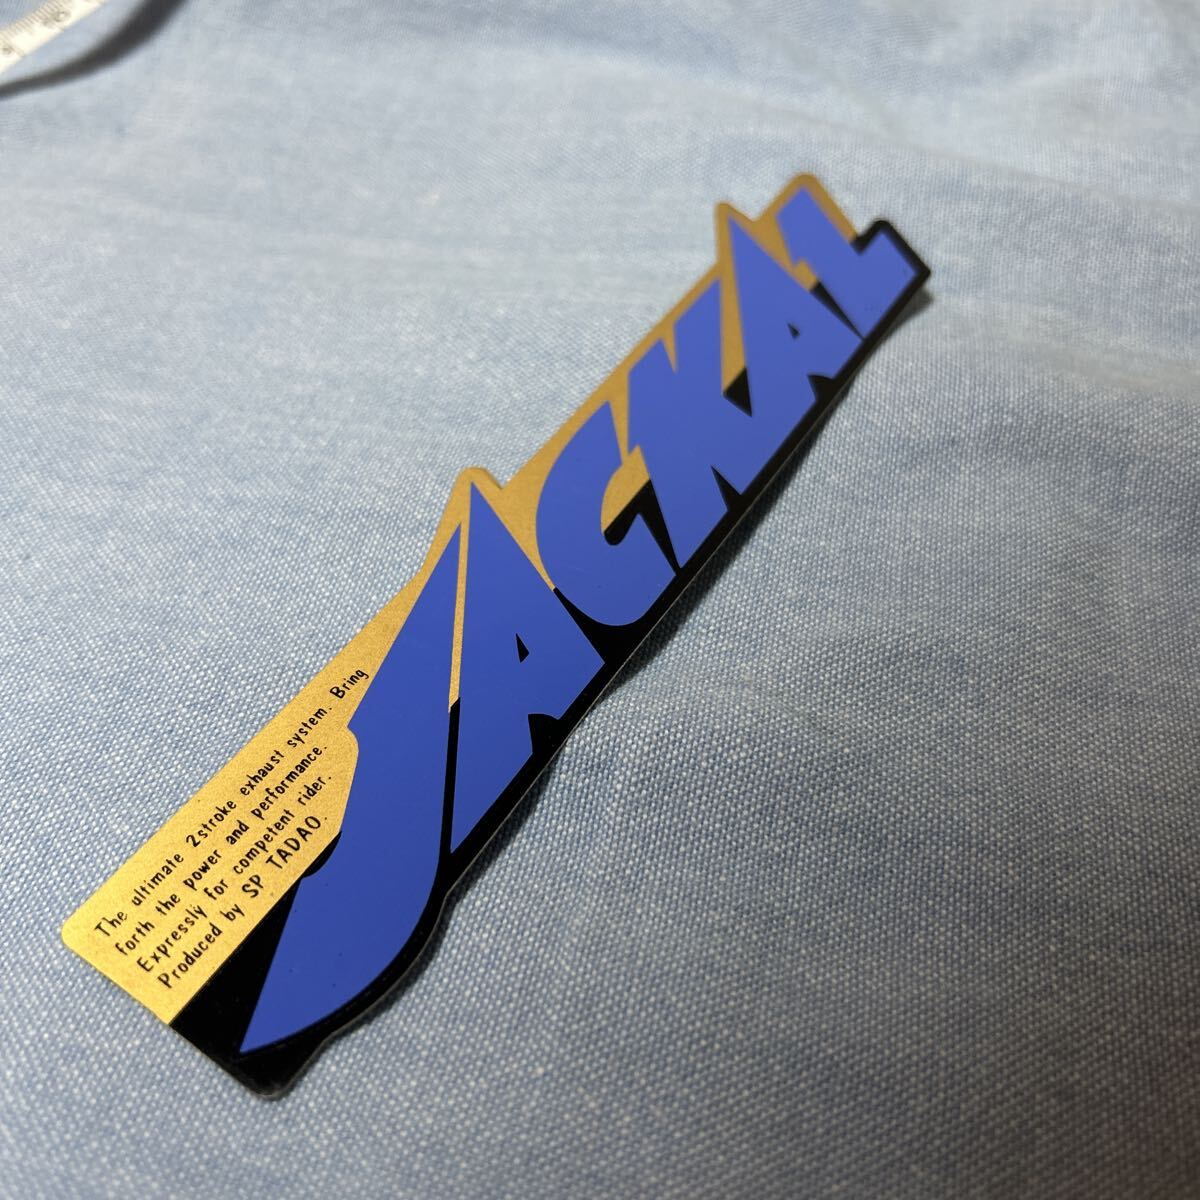 JACKAL
The ultimate 2stroke exhaust system. Bring
forth the power and performance.
Expressly for competent rider.
Produced by SP TADAO.